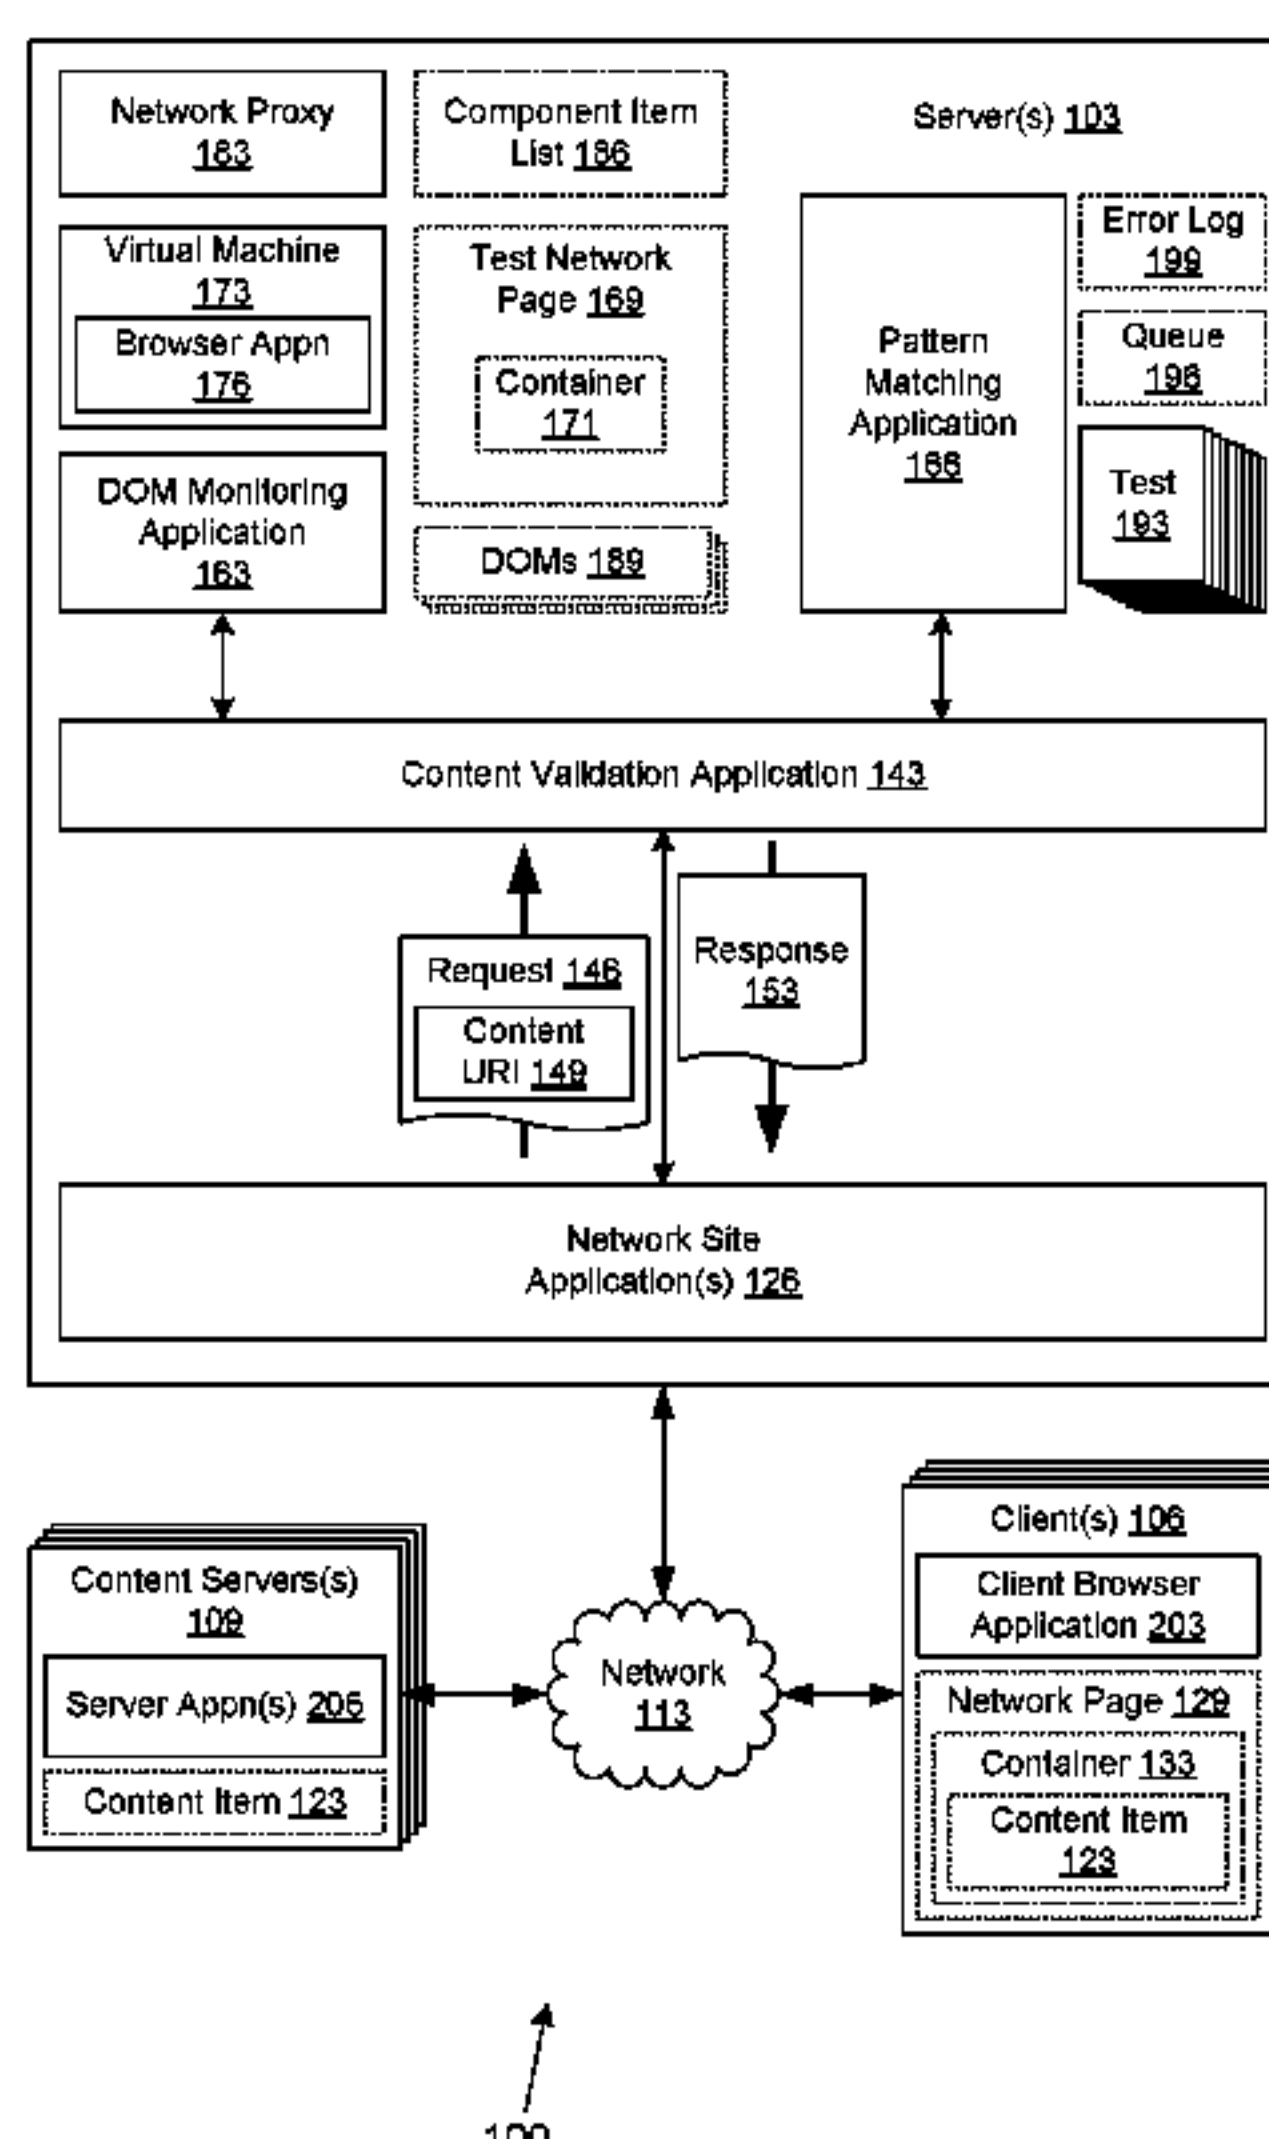 Network Proxy
183
Component Item
List 186
Server(s) 103
Virtual Machine
173
Browser Appn
176
Test Network
Page 169
Container
171
Pattern
Matching
Application
166
Error Log
199
Queue
196
Test
193
DOM Monitoring
Application
163
DOMs 189
Content Validation Application 143
Request 146
Content
URI 149
Response
153
Network Site
Application(s) 126
Content Servers(s)
109
Server Appn(s) 206
Content Item 123
Network
113
Client(s) 106
Client Browser
Application 203
Network Page 129
Container 133
Content Item
123
100